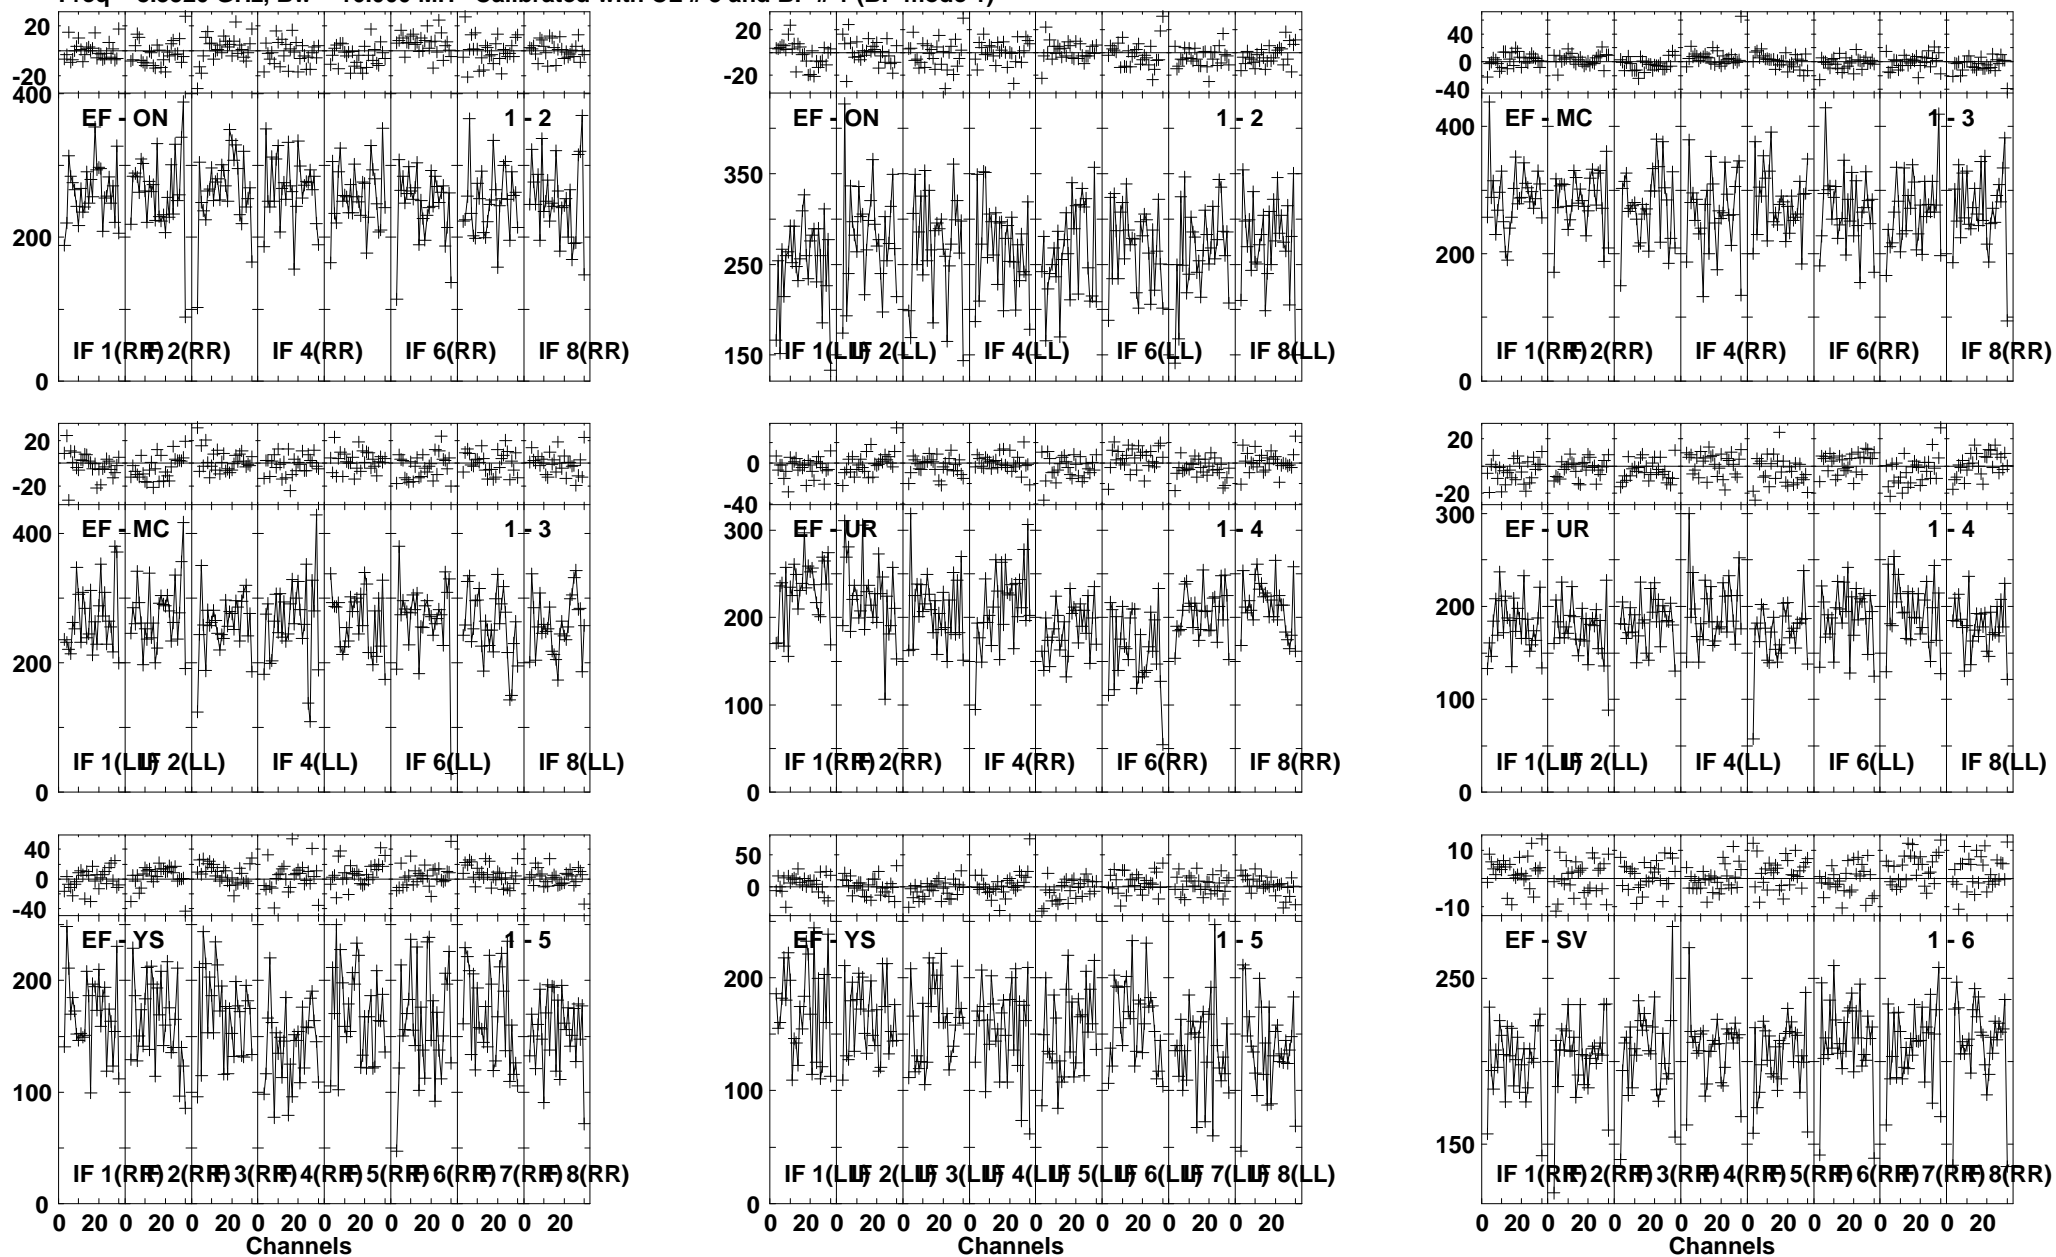 20 20 40
-20 -20 0
400 -40
EF - ON 1 - 2 EF - ON 1 - 2 EF - MC 1 - 3
400
350
200 250 200
150
IF 1(RR) IF 2(RR) IF 4(RR) IF 6(RR) IF 8(RR) IF 1(LL) IF 2(LL) IF 4(LL) IF 6(LL) IF 8(LL) IF 1(RR) IF 2(RR) IF 4(RR) IF 6(RR) IF 8(RR)
0 0
20 0 20
-20 -40 -20
EF - MC 1 - 3 EF - UR 1 - 4 EF - UR 1 - 4
400 300 300
200 200 200
100 100
IF 1(LL) IF 2(LL) IF 4(LL) IF 6(LL) IF 8(LL) IF 1(RR) IF 2(RR) IF 4(RR) IF 6(RR) IF 8(RR) IF 1(LL) IF 2(LL) IF 4(LL) IF 6(LL) IF 8(LL)
0 0 0
40 50 10
0 0 -10
-40
EF - YS 1 - 5 EF - YS 1 - 5 EF - SV 1 - 6
200 200 250
100 100 150
IF 1(RR) IF 2(RR) IF 3(RR) IF 4(RR) IF 5(RR) IF 6(RR) IF 7(RR) IF 8(RR) IF 1(LL) IF 2(LL) IF 3(LL) IF 4(LL) IF 5(LL) IF 6(LL) IF 7(LL) IF 8(LL) IF 1(RR) IF 2(RR) IF 3(RR) IF 4(RR) IF 5(RR) IF 6(RR) IF 7(RR) IF 8(RR)
0 0
0 20 0 20 0 20 0 20 0 20 0 20 0 20 0 20 0 20 0 20 0 20 0 20 0 20 0 20 0 20 0 20 0 20 0 20 0 20 0 20 0 20 0 20 0 20 0 20
Channels Channels Channels